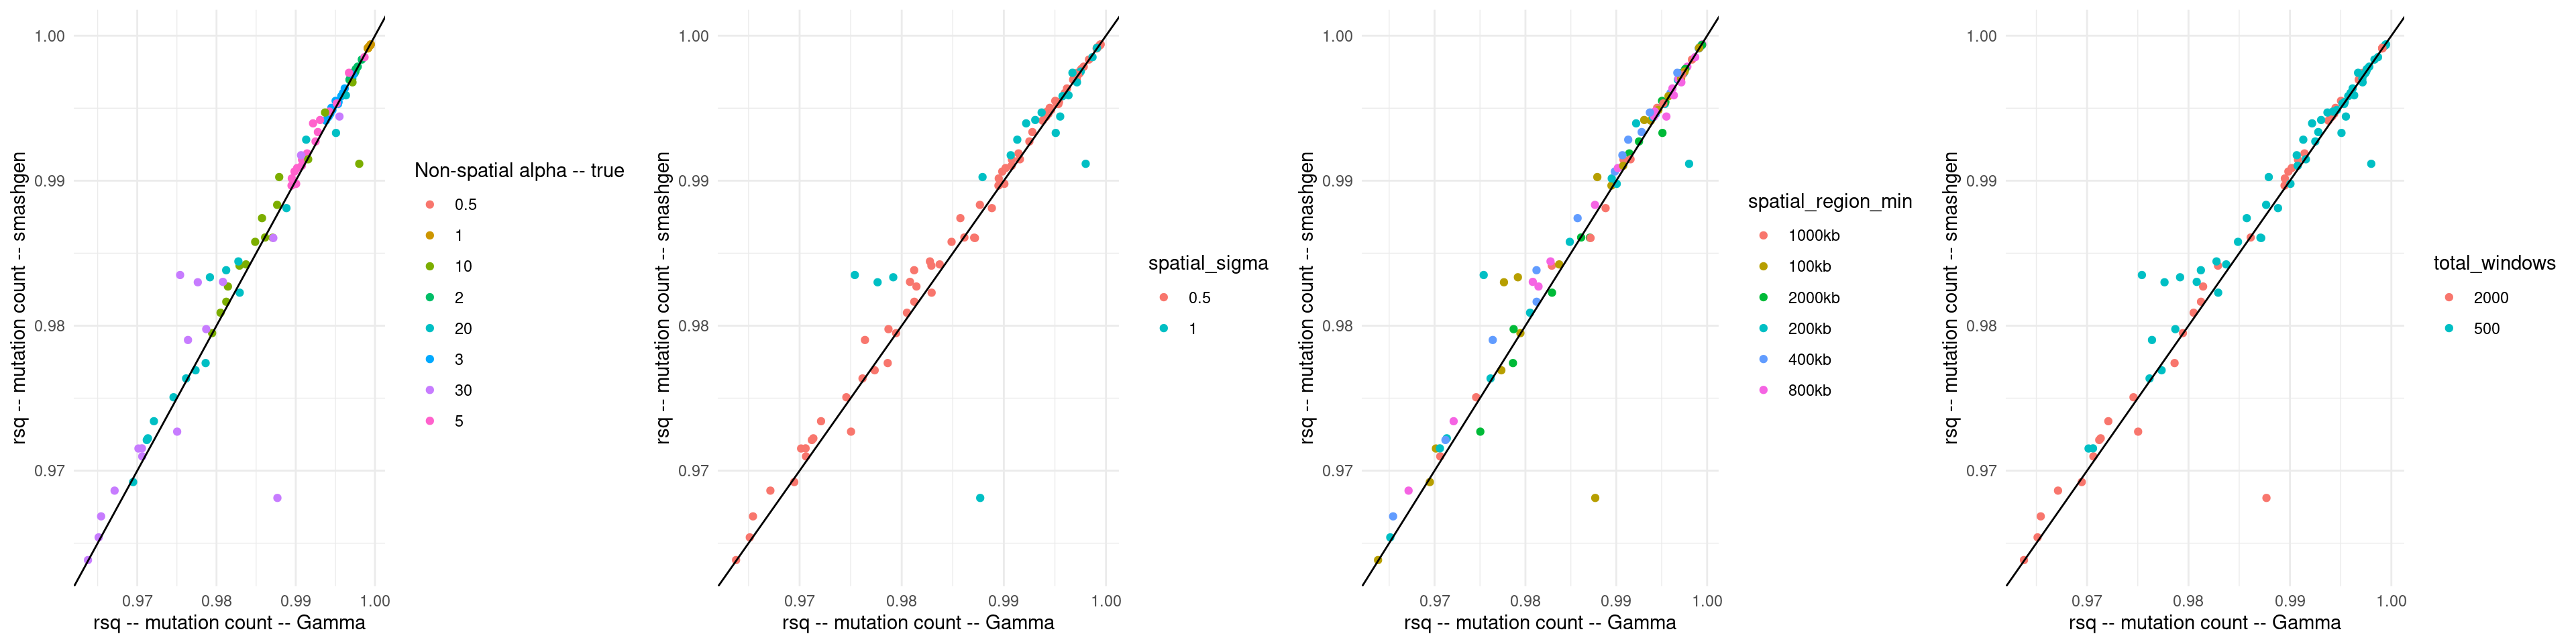 1.00
0.99
0.98
0.97
rsq -- mutation count -- smashgen
0.97 0.98 0.99 1.00
rsq -- mutation count -- Gamma
Non-spatial alpha -- true
0.5
1
10
2
20
3
30
5
1.00
0.99
0.98
0.97
rsq -- mutation count -- smashgen
0.97 0.98 0.99 1.00
rsq -- mutation count -- Gamma
spatial_sigma
0.5
1
1.00
0.99
0.98
0.97
rsq -- mutation count -- smashgen
0.97 0.98 0.99 1.00
rsq -- mutation count -- Gamma
spatial_region_min
1000kb
100kb
2000kb
200kb
400kb
800kb
1.00
0.99
0.98
0.97
rsq -- mutation count -- smashgen
0.97 0.98 0.99 1.00
rsq -- mutation count -- Gamma
total_windows
2000
500